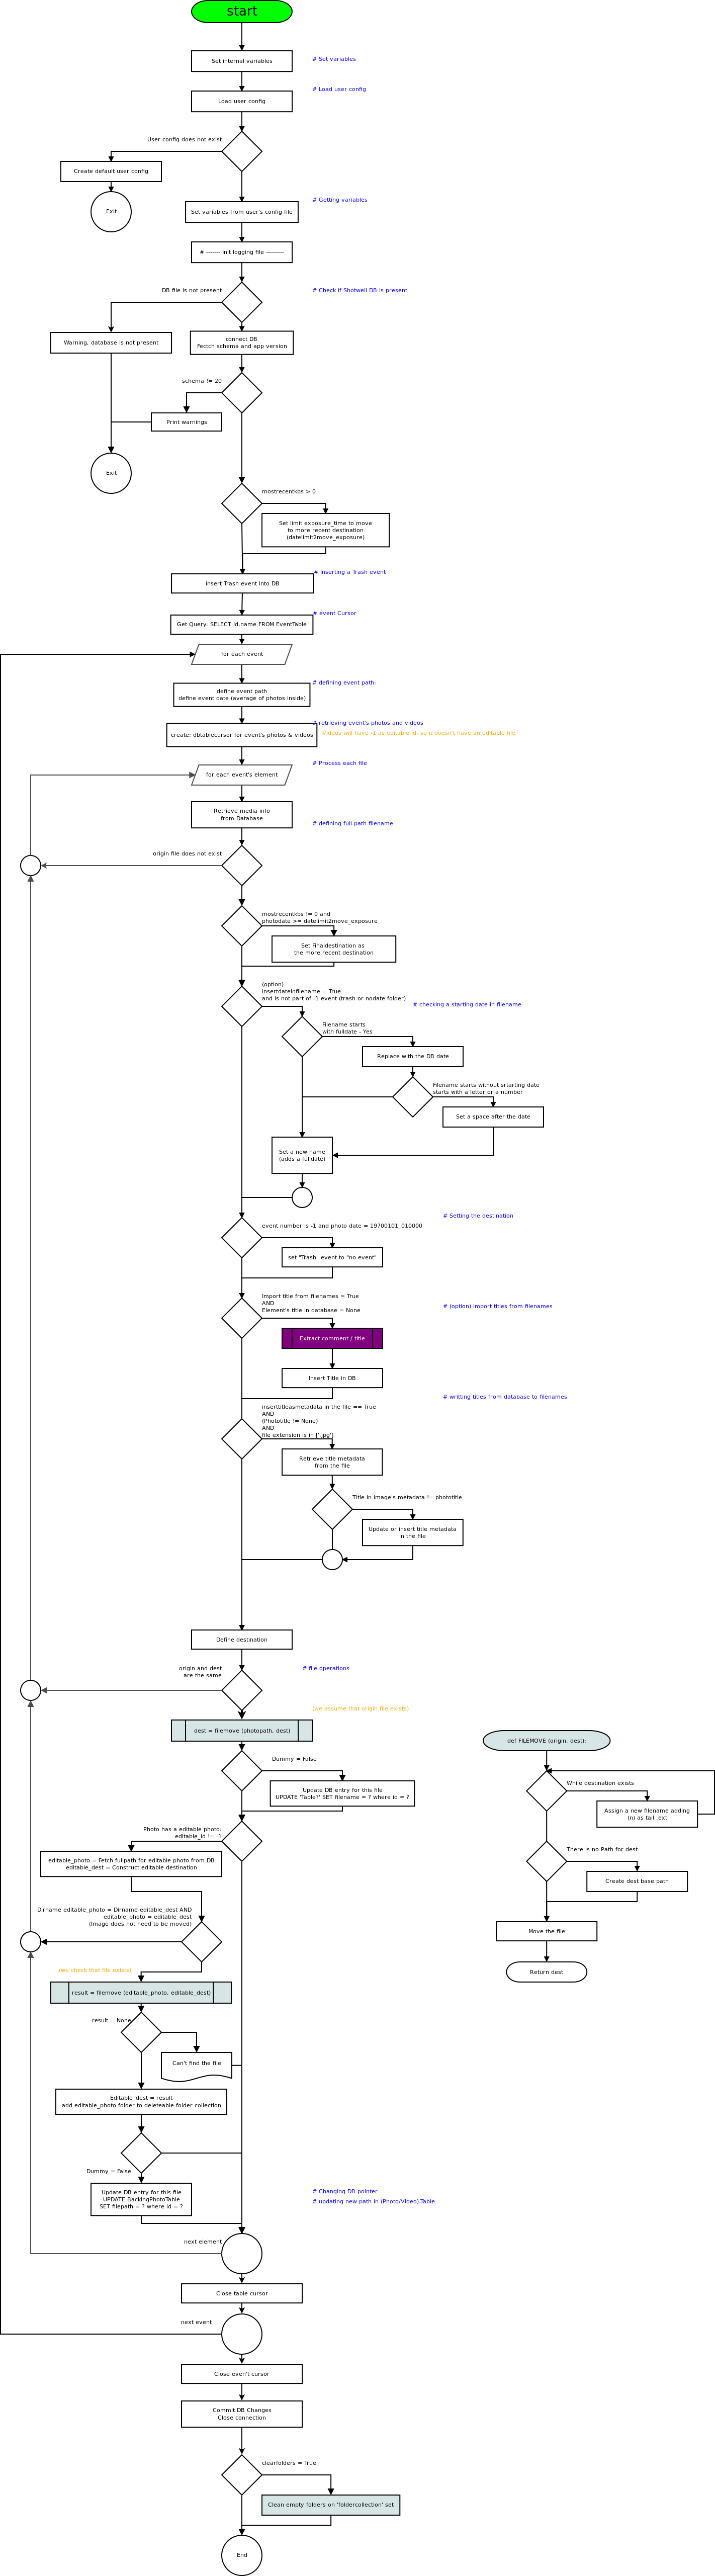 start
Set internal variables
# Set variables
# Load user config
Load user config
User config does not exist
Create default user config
Exit
# Getting variables
Set variables from user's config file
# ------- Init logging file ---------
DB file is not present
# Check if Shotwell DB is present
Warning, database is not present
connect DB
Fectch schema and app version
schema != 20
Print warnings
Exit
mostrecentkbs > 0
Set limit exposure_time to move
to more recent destination
(datelimit2move_exposure)
# Inserting a Trash event
insert Trash event into DB
# event Cursor
Get Query: SELECT id,name FROM EventTable
for each event
# defining event path:
define event path
define event date (average of photos inside)
# retrieving event's photos and videos
create: dbtablecursor for event's photos & videos
Videos will have -1 as editable id, so it doesn't have an editable file.
# Process each file
for each event's element
Retrieve media info
from Database
# defining full-path-filename
origin file does not exist
mostrecentkbs != 0 and
photodate >= datelimit2move_exposure
Set Finaldestination as
the more recent destination
(option)
insertdateinfilename = True
and is not part of -1 event (trash or nodate folder)
# checking a starting date in filename
Filename starts
with fulldate - Yes
Replace with the DB date
Filename starts without srtarting date
starts with a letter or a number
Set a space after the date
Set a new name
(adds a fulldate)
# Setting the destination
event number is -1 and photo date = 19700101_010000
set "Trash" event to "no event"
Import title from filenames = True
AND
Element's title in database = None
# (option) import titles from filenames
Extract comment / title
Insert Title in DB
# writting titles from database to filenames
inserttitleasmetadata in the file == True
AND
(Phototitle != None)
AND
file extension is in ['.jpg']
Retrieve title metadata
from the file
Title in image's metadata != phototitle
Update or insert title metadata
in the file
Define destination
origin and dest
are the same
# file operations
(we assume that origin file exists)
dest = filemove (photopath, dest)
def FILEMOVE (origin, dest):
Dummy = False
While destination exists
Update DB entry for this file
UPDATE 'Table?' SET filename = ? where id = ?
Assign a new filename adding
(n) as tail .ext
Photo has a editable photo:
editable_id != -1
There is no Path for dest
editable_photo = Fetch fullpath for editable photo from DB
editable_dest = Construct editable destination
Create dest base path
Dirname editable_photo = Dirname editable_dest AND
editable_photo = editable_dest
(Image does not need to be moved)
Move the file
(we check that file exists)
Return dest
result = filemove (editable_photo, editable_dest)
result = None
Can't find the file
Editable_dest = result
add editable_photo folder to deleteable folder collection
Dummy = False
Update DB entry for this file
UPDATE BackingPhotoTable
SET filepath = ? where id = ?
# Changing DB pointer
# updating new path in (Photo/Video)-Table
next element
Close table cursor
next event
Close even't cursor
Commit DB Changes
Close connection
clearfolders = True
Clean empty folders on 'foldercollection' set
End